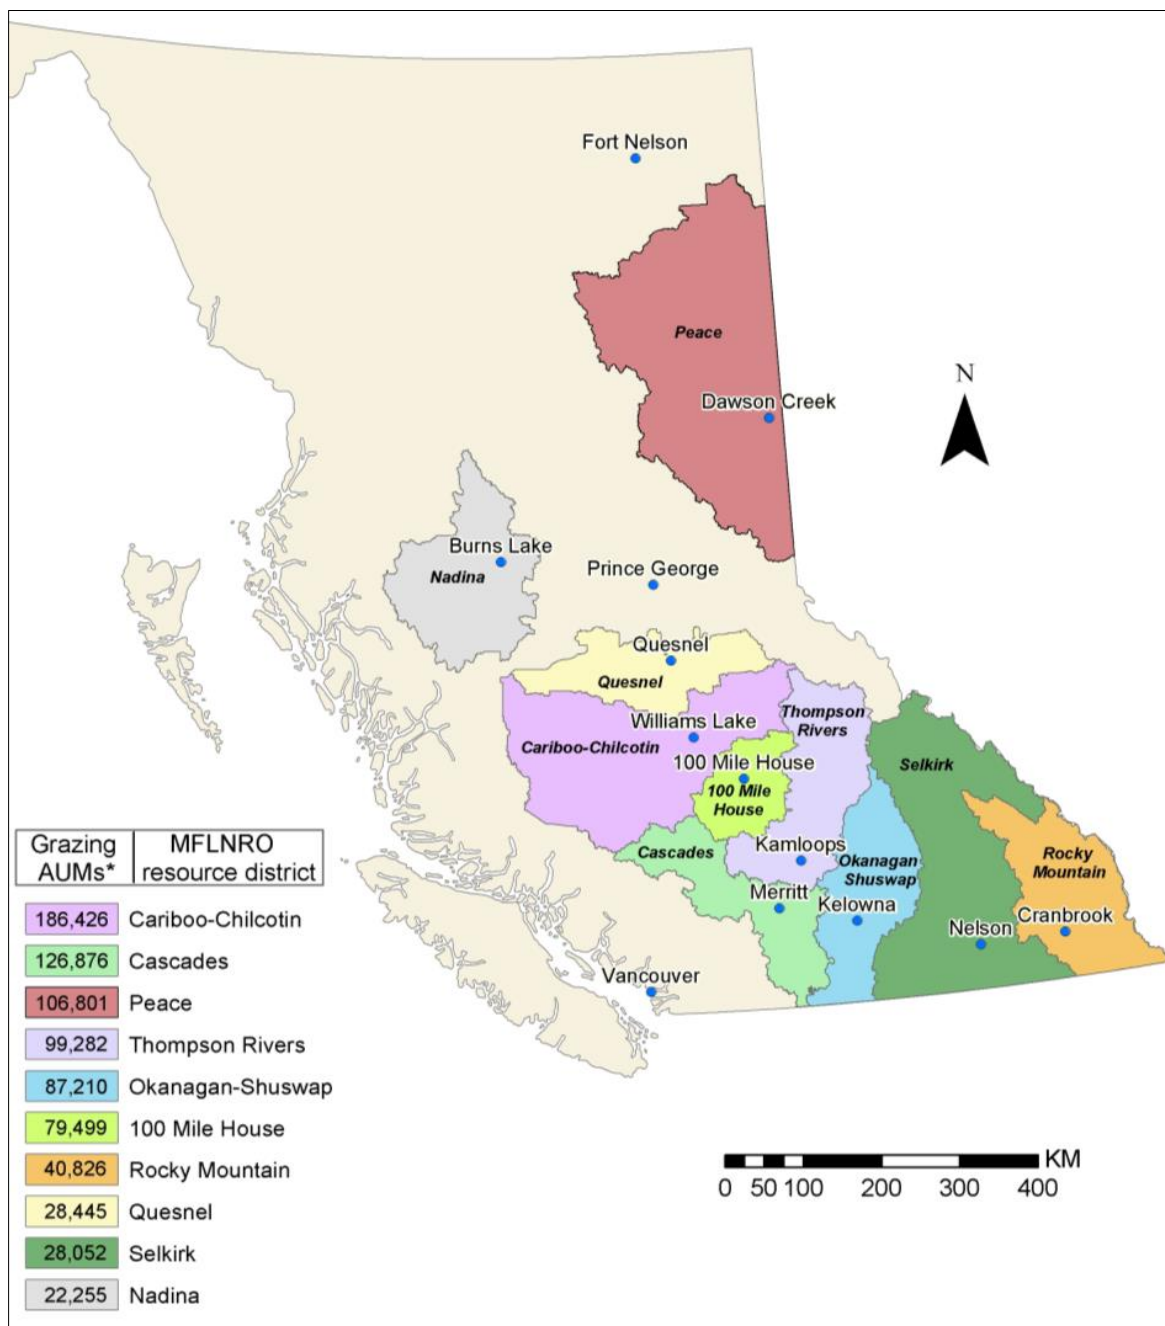 Fort Nelson
Peace
Dawson Creek
N
Burns Lake
Nadina
Prince George
Quesnel
Quesnel
Thompson
Rivers
Williams Lake
Cariboo-Chilcotin
100 Mile House
100 Mile
House
Selkirk
Cascades
Kamloops
Okanagan
Shuswap
Rocky
Mountain
Merritt
Kelowna
Nelson
Cranbrook
Vancouver
Grazing AUMs*
MFLNRO resource district
186,426 Cariboo-Chilcotin
126,876 Cascades
106,801 Peace
99,282 Thompson Rivers
87,210 Okanagan-Shuswap
79,499 100 Mile House
40,826 Rocky Mountain
28,445 Quesnel
28,052 Selkirk
22,255 Nadina
KM
0 50 100 200 300 400